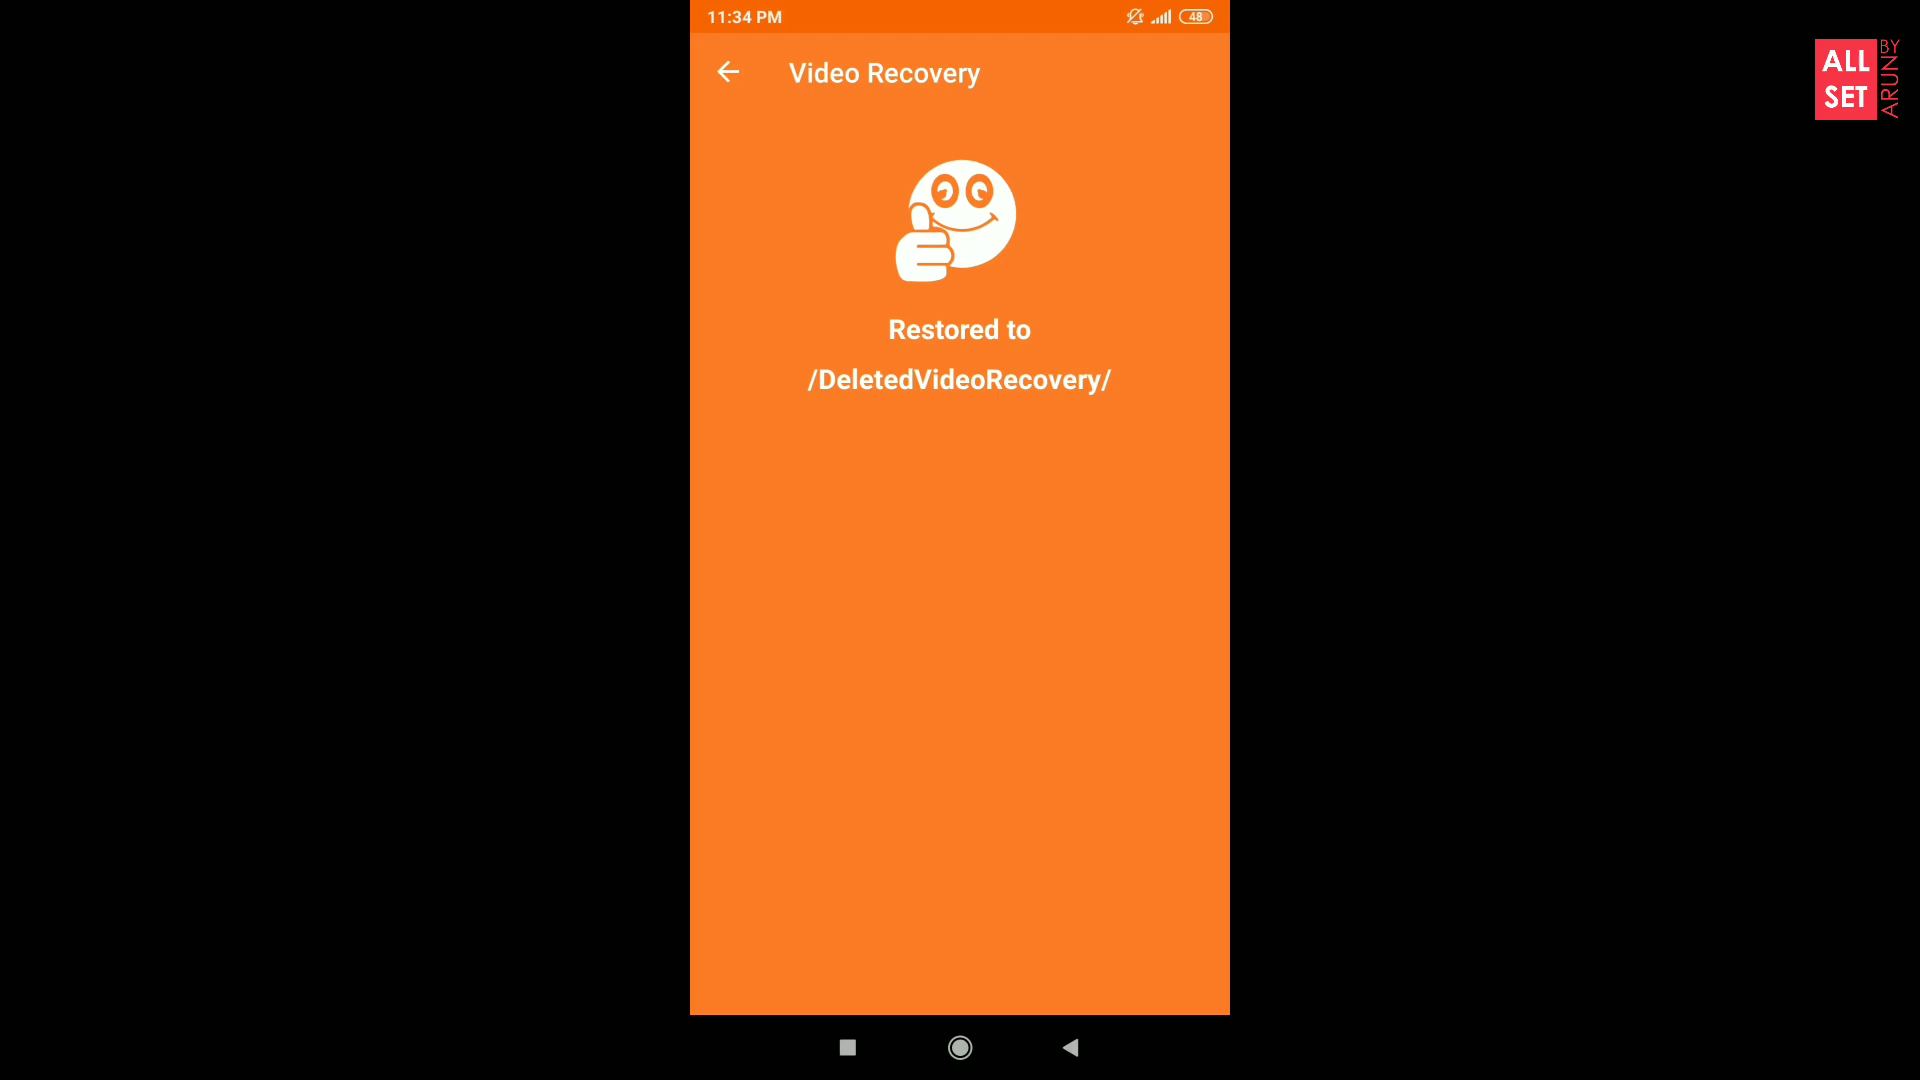 11:34 PM
48
Video Recovery
Restored to
/DeletedVideoRecovery/
ALL
SET
BY
ARUN